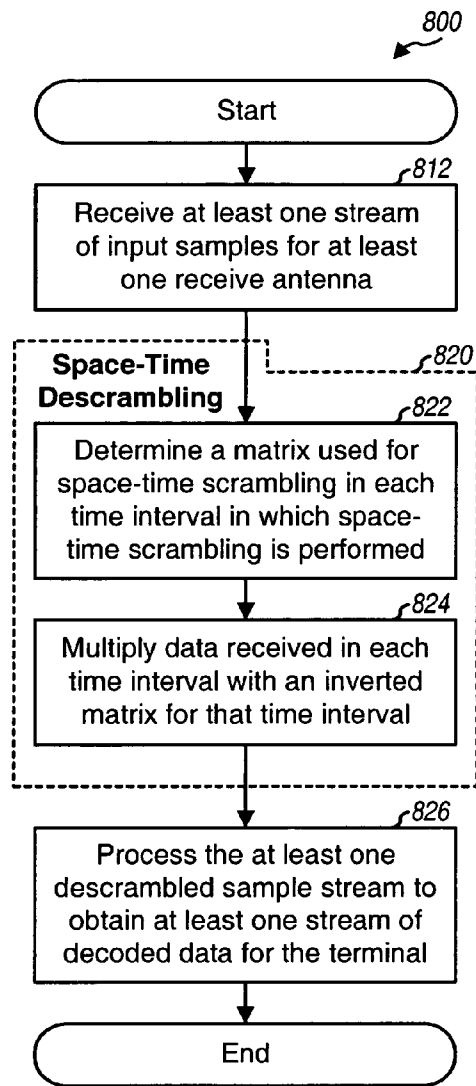 800
Start
812
Receive at least one stream
of input samples for at least
one receive antenna
820
Space-Time
Descrambling
822
Determine a matrix used for
space-time scrambling in each
time interval in which space-
time scrambling is performed
824
Multiply data received in each
time interval with an inverted
matrix for that time interval
826
Process the at least one
descrambled sample stream to
obtain at least one stream of
decoded data for the terminal
End